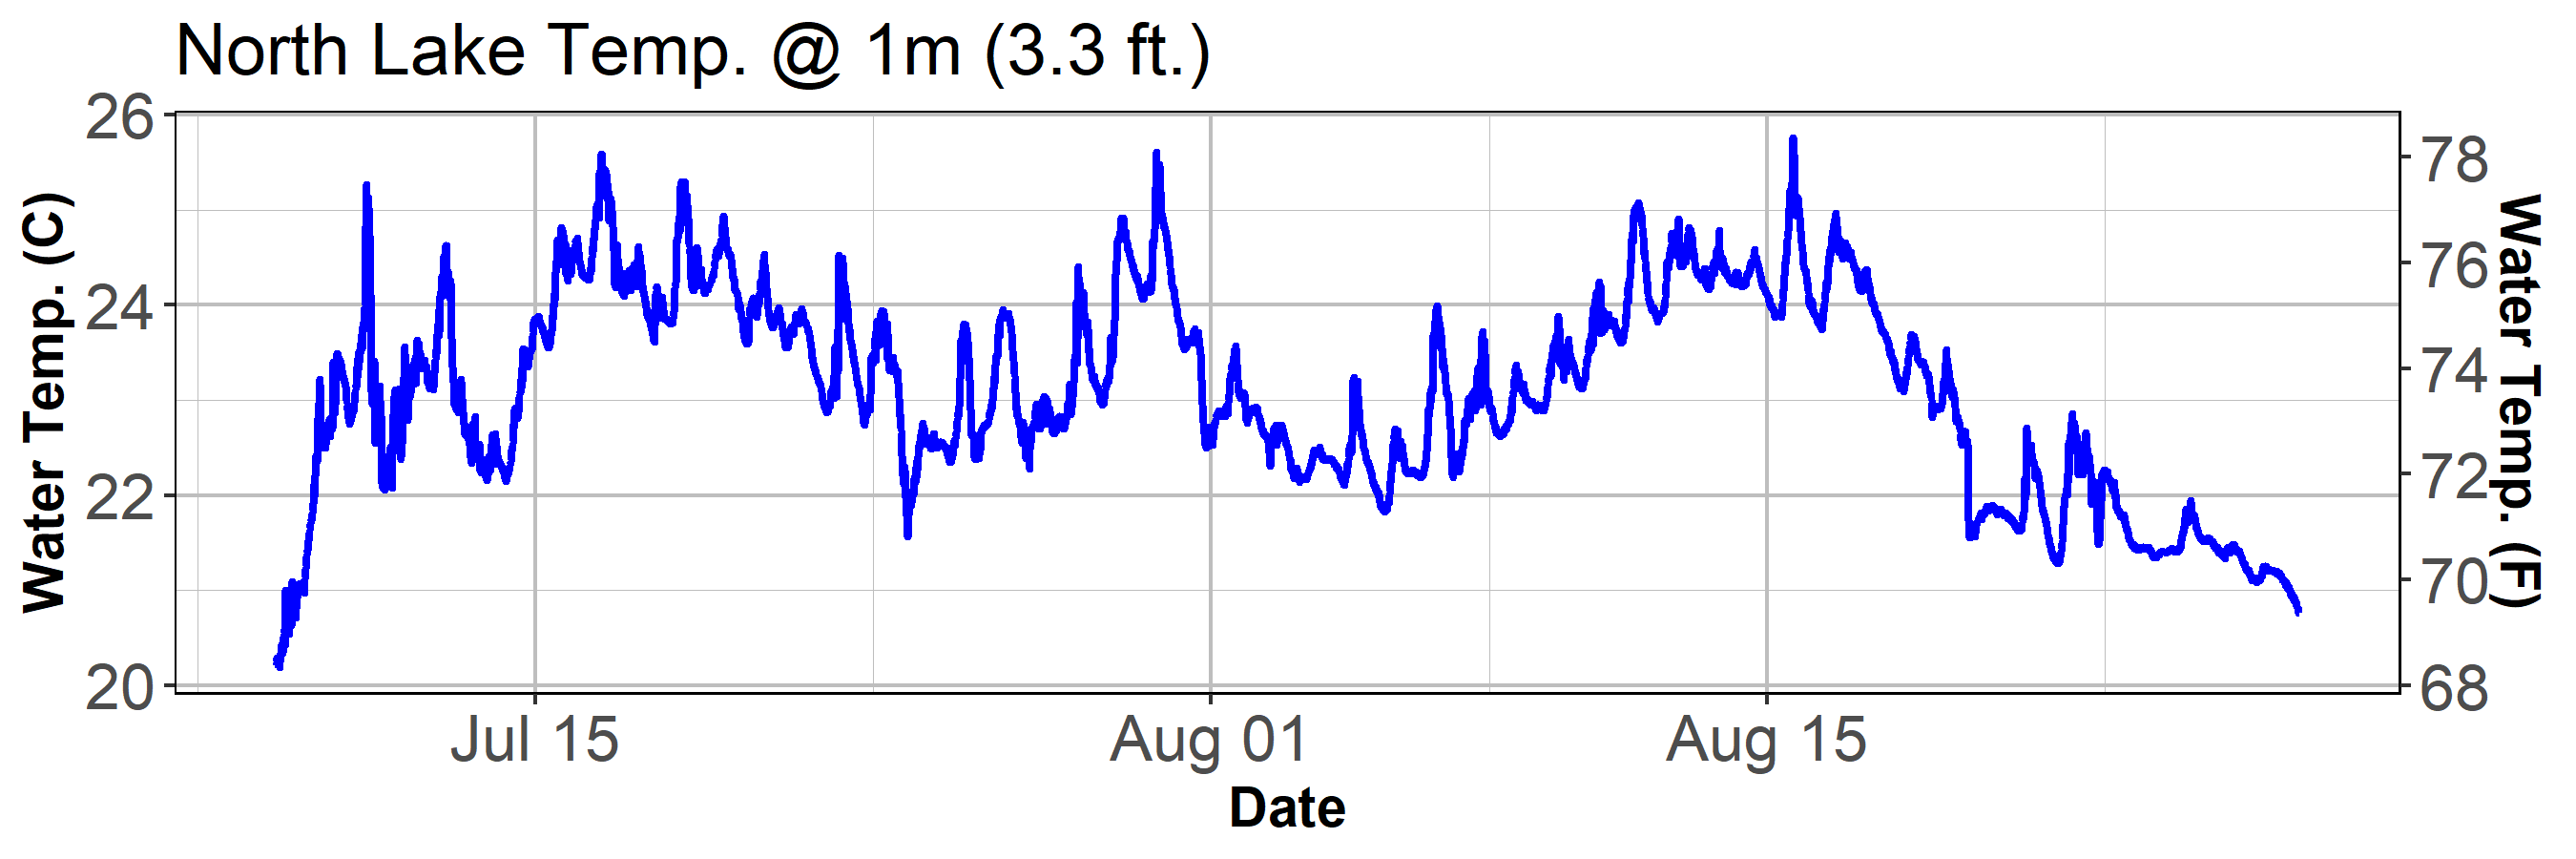 North Lake Temp. @ 1m (3.3 ft.)
26
24
22
20
Water Temp. (C)
78
76
74
72
70
68
Water Temp. (F)
Jul 15
Aug 01
Aug 15
Date